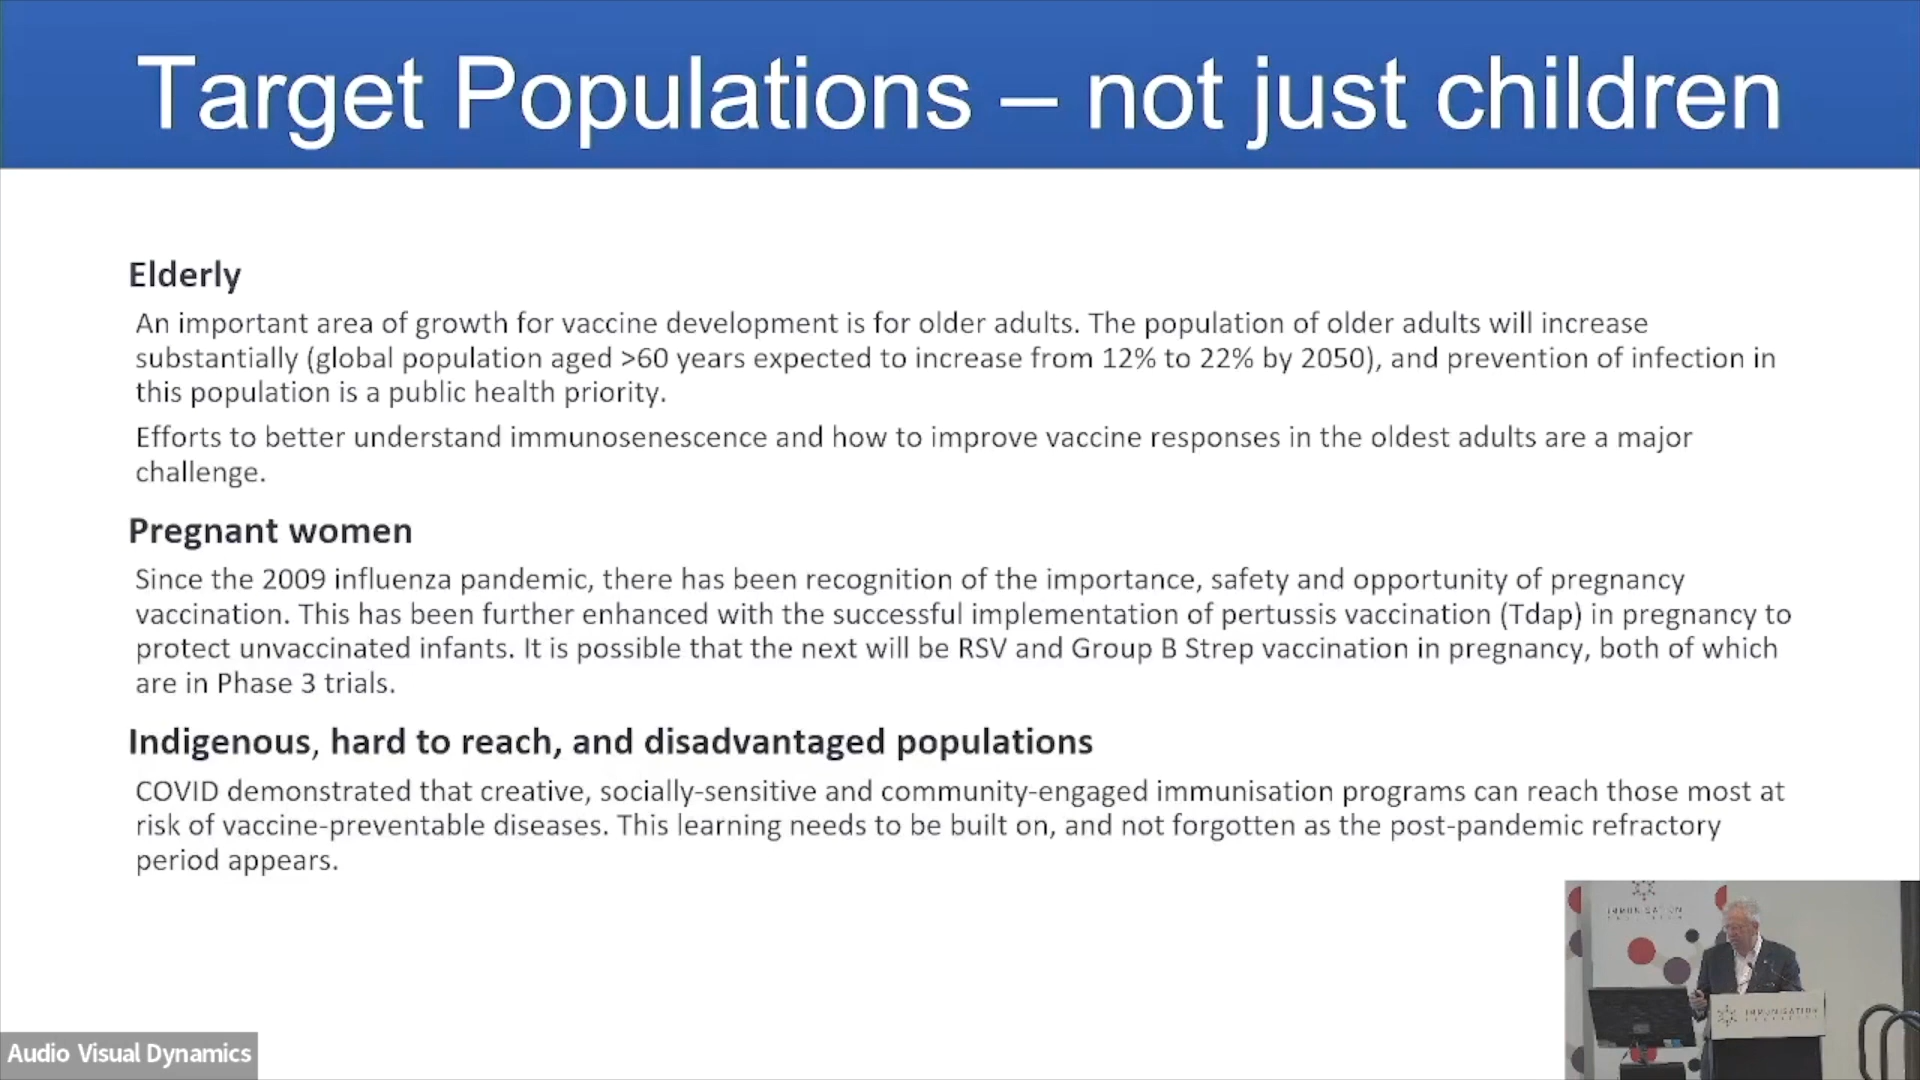 Target Populations – not just children
Elderly
An important area of growth for vaccine development is for older adults. The population of older adults will increase
substantially (global population aged >60 years expected to increase from 12% to 22% by 2050), and prevention of infection in
this population is a public health priority.
Efforts to better understand immunosenescence and how to improve vaccine responses in the oldest adults are a major
challenge.
Pregnant women
Since the 2009 influenza pandemic, there has been recognition of the importance, safety and opportunity of pregnancy
vaccination. This has been further enhanced with the successful implementation of pertussis vaccination (Tdap) in pregnancy to
protect unvaccinated infants. It is possible that the next will be RSV and Group B Strep vaccination in pregnancy, both of which
are in Phase 3 trials.
Indigenous, hard to reach, and disadvantaged populations
COVID demonstrated that creative, socially-sensitive and community-engaged immunisation programs can reach those most at
risk of vaccine-preventable diseases. This learning needs to be built on, and not forgotten as the post-pandemic refractory
period appears.
IMMUNISATION
IMMUNISATION
Audio Visual Dynamics